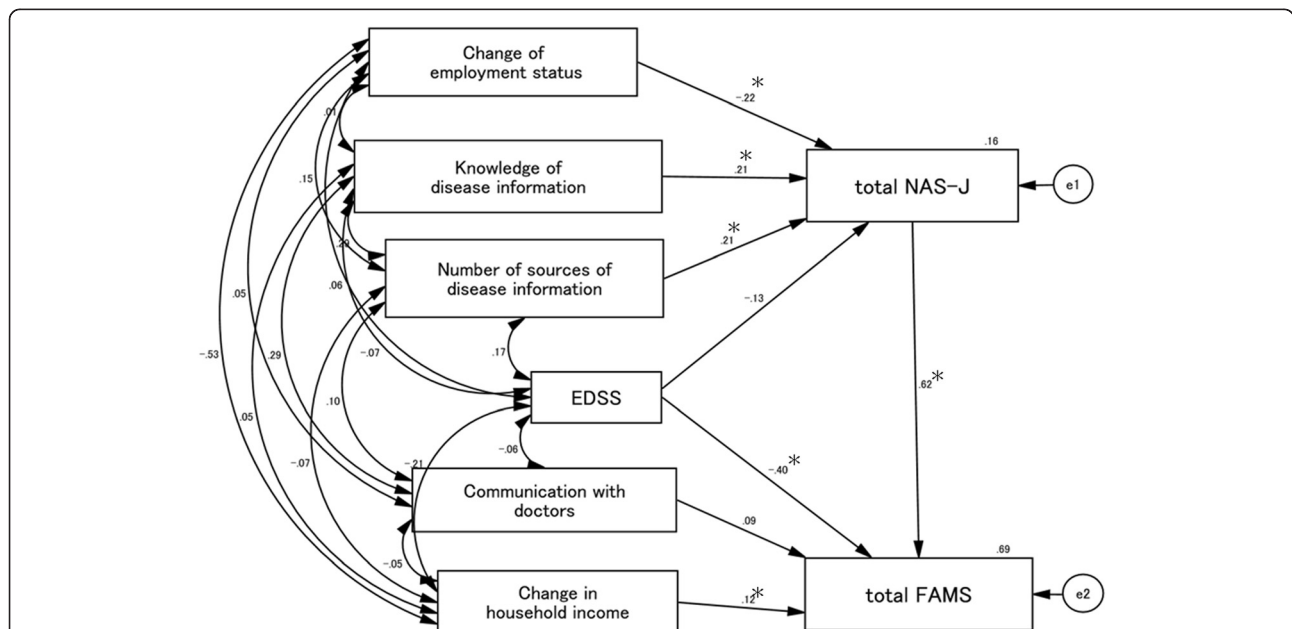 Change of
employment status
-.22*
.01
.16
Knowledge of
disease information
.21*
total NAS-J
e1
.15
.29
Number of sources of
disease information
.21*
.06
.05
-.13
-.53
.29
-.07
.17
EDSS
.62*
.10
.05
-.07
-.06
-.40*
-.21
Communication with
doctors
.09
.69
-.05
Change in
household income
.12*
total FAMS
e2